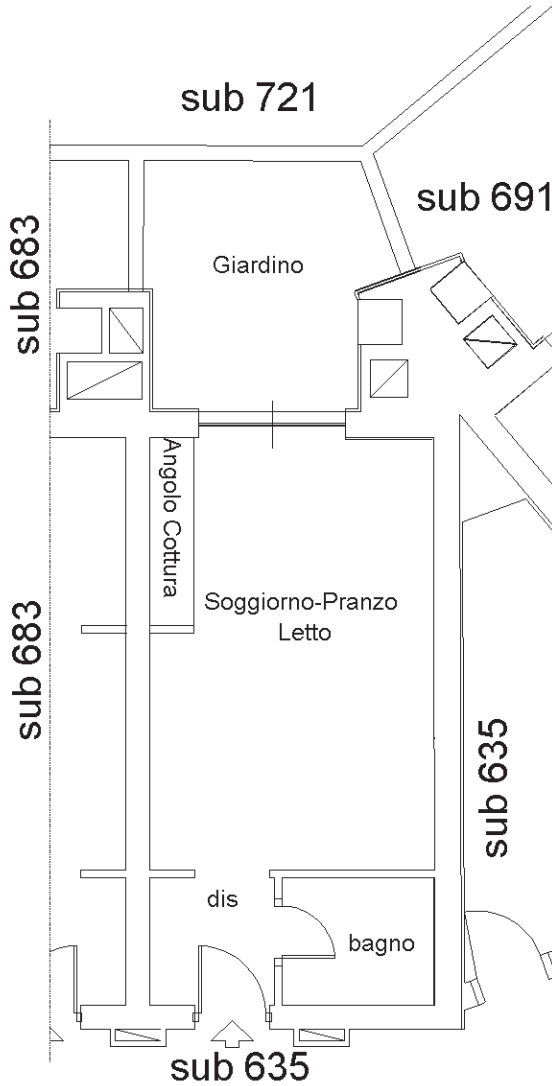 sub 721
sub 691
sub 683
Giardino
Angolo Cottura
Soggiorno-Pranzo
Letto
sub 683
sub 635
dis
bagno
sub 635